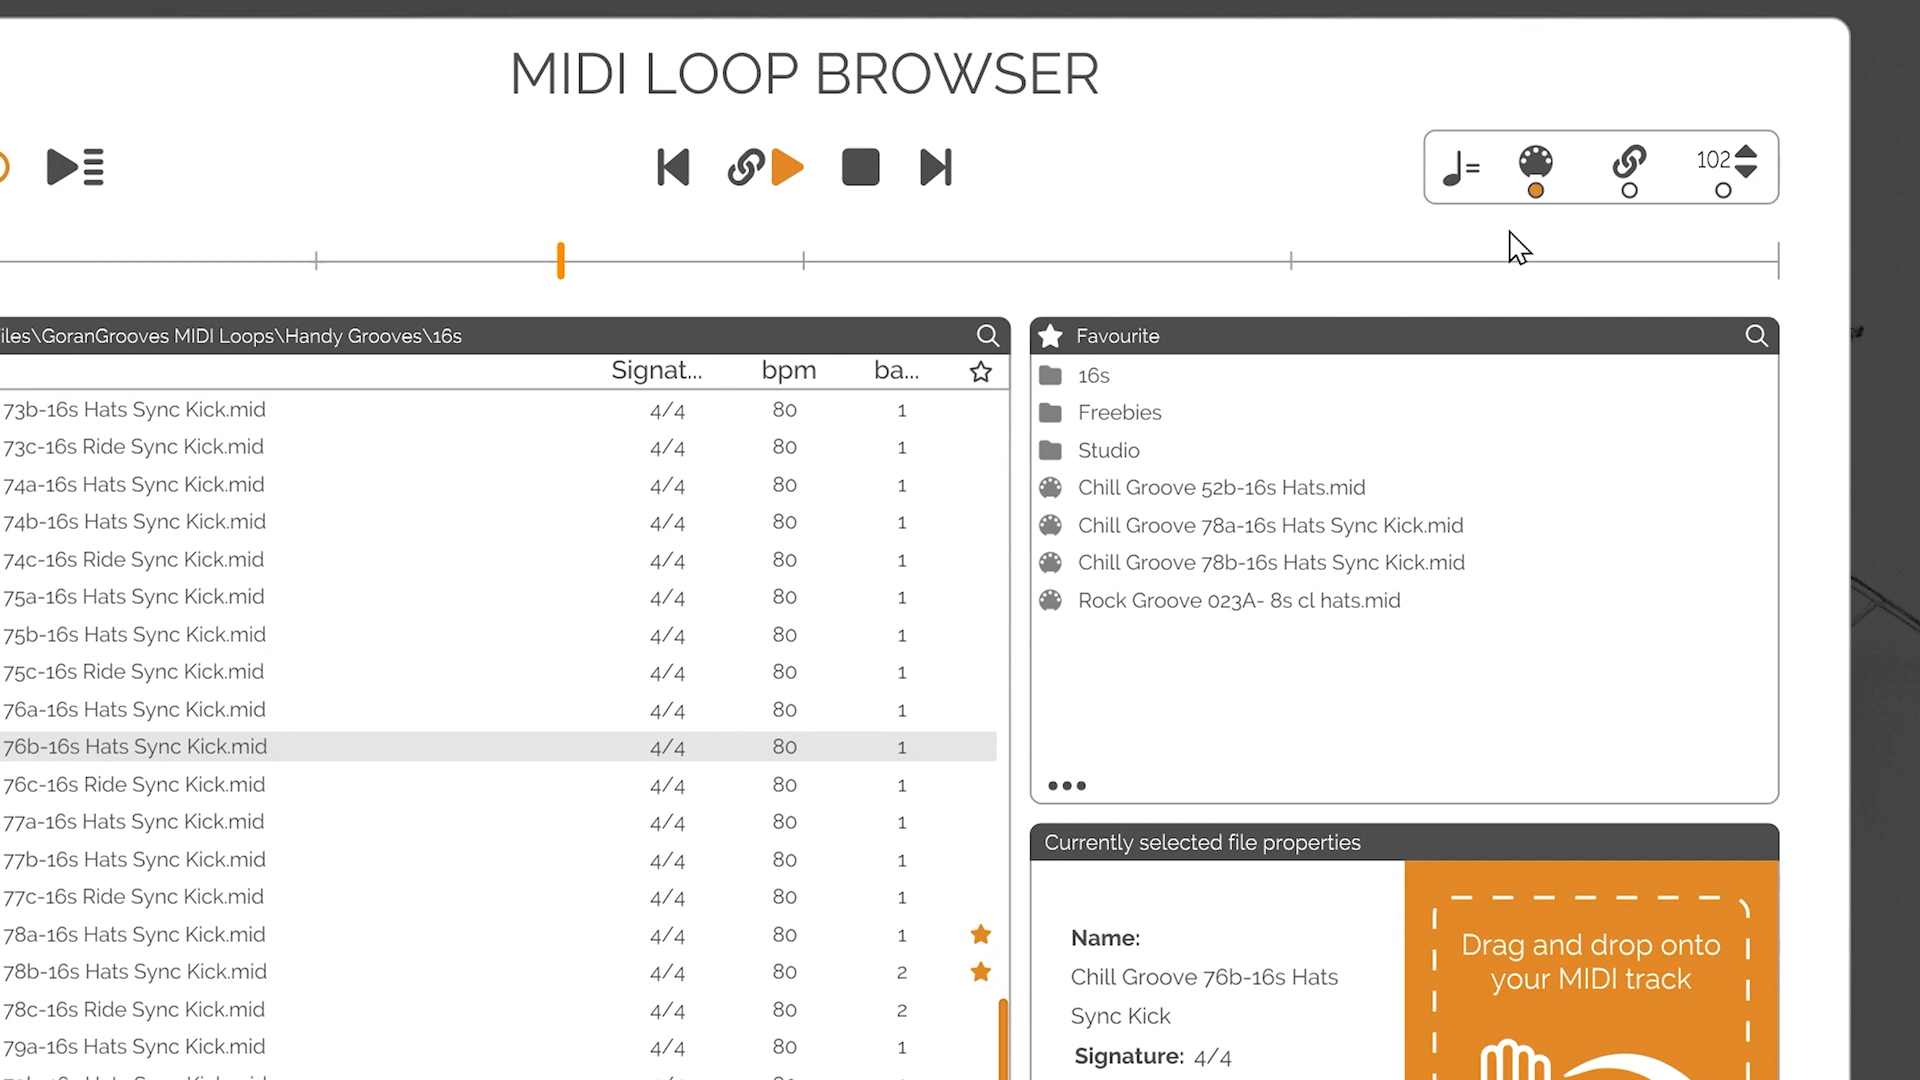 MIDI LOOP BROWSER
=
102
iles\GoranGrooves MIDI Loops\Handy Grooves\16s
Signat... bpm ba...
73b-16s Hats Sync Kick.mid 4/4 80 1
73c-16s Ride Sync Kick.mid 4/4 80 1
74a-16s Hats Sync Kick.mid 4/4 80 1
74b-16s Hats Sync Kick.mid 4/4 80 1
74c-16s Ride Sync Kick.mid 4/4 80 1
75a-16s Hats Sync Kick.mid 4/4 80 1
75b-16s Hats Sync Kick.mid 4/4 80 1
75c-16s Ride Sync Kick.mid 4/4 80 1
76a-16s Hats Sync Kick.mid 4/4 80 1
76b-16s Hats Sync Kick.mid 4/4 80 1
76c-16s Ride Sync Kick.mid 4/4 80 1
77a-16s Hats Sync Kick.mid 4/4 80 1
77b-16s Hats Sync Kick.mid 4/4 80 1
77c-16s Ride Sync Kick.mid 4/4 80 1
78a-16s Hats Sync Kick.mid 4/4 80 1
78b-16s Hats Sync Kick.mid 4/4 80 2
78c-16s Ride Sync Kick.mid 4/4 80 2
79a-16s Hats Sync Kick.mid 4/4 80 1
Favourite
16s
Freebies
Studio
Chill Groove 52b-16s Hats.mid
Chill Groove 78a-16s Hats Sync Kick.mid
Chill Groove 78b-16s Hats Sync Kick.mid
Rock Groove 023A- 8s cl hats.mid
Currently selected file properties
Name:
Chill Groove 76b-16s Hats
Sync Kick
Signature: 4/4
Drag and drop onto
your MIDI track